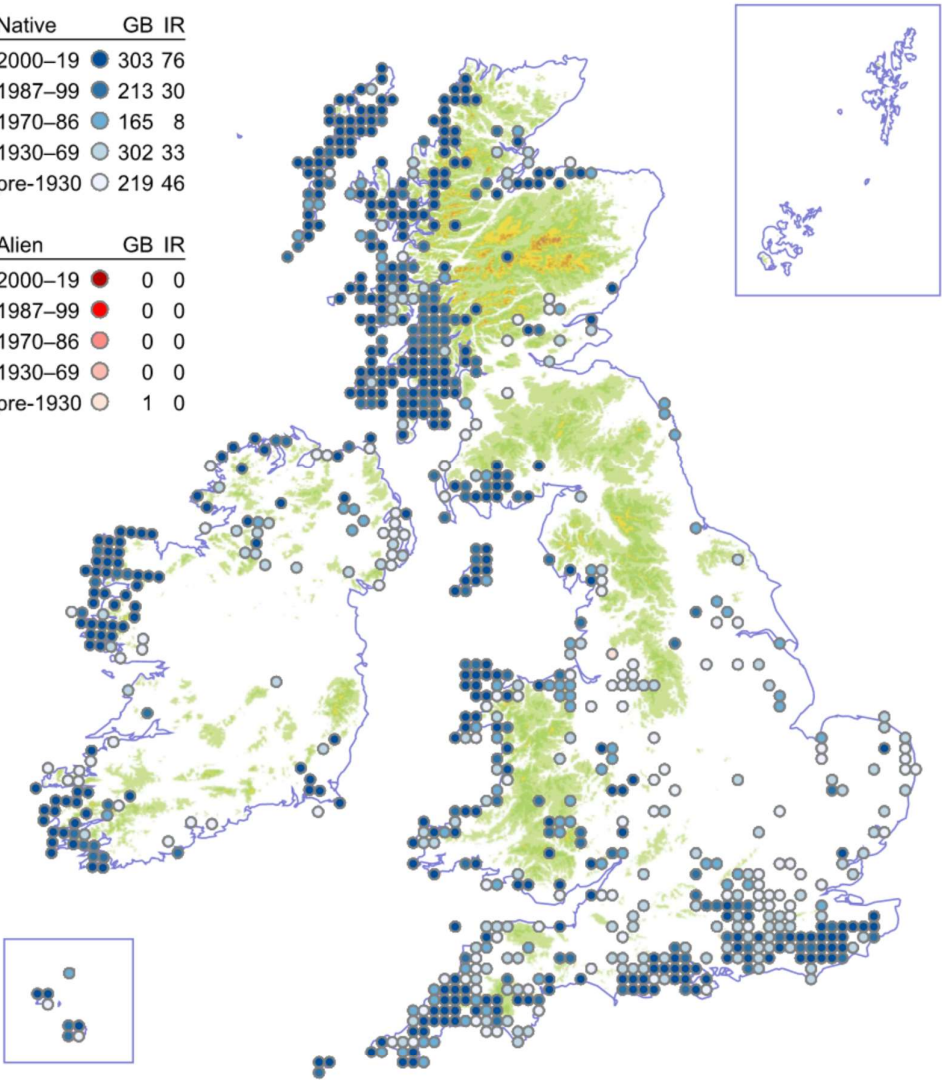 Native GB IR
2000–19 303 76
1987–99 213 30
1970–86 165 8
1930–69 302 33
ore-1930 219 46
Alien GB IR
2000–19 0 0
1987–99 0 0
1970–86 0 0
1930–69 0 0
ore-1930 1 0